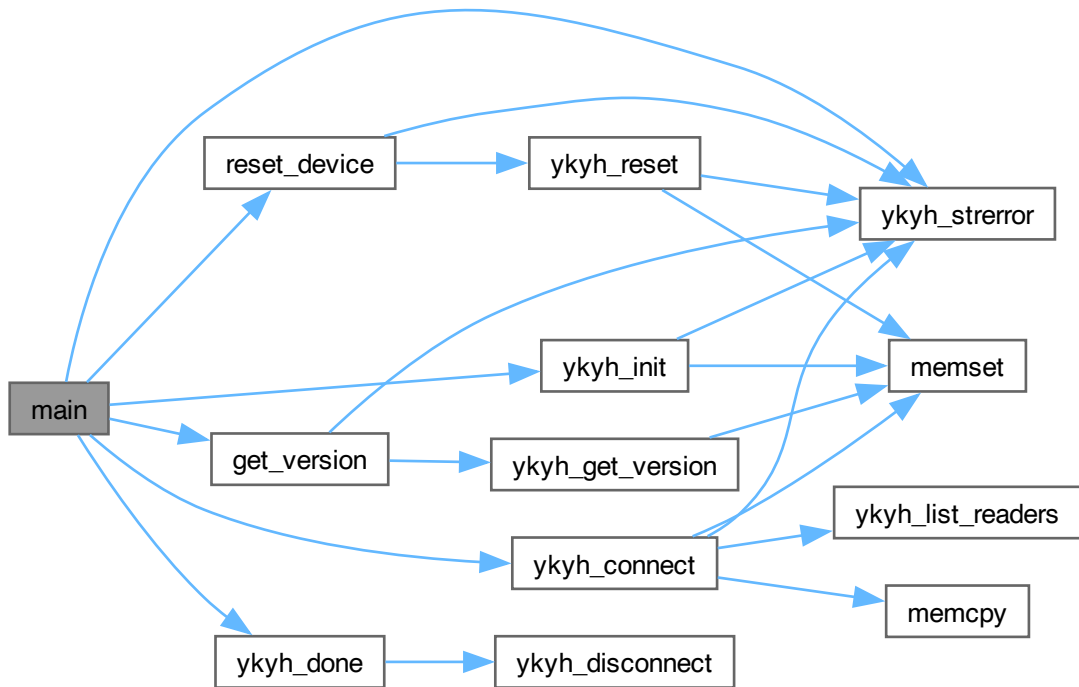 reset_device
ykyh_reset
ykyh_strerror
ykyh_init
memset
main
get_version
ykyh_get_version
ykyh_list_readers
ykyh_connect
memcpy
ykyh_done
ykyh_disconnect